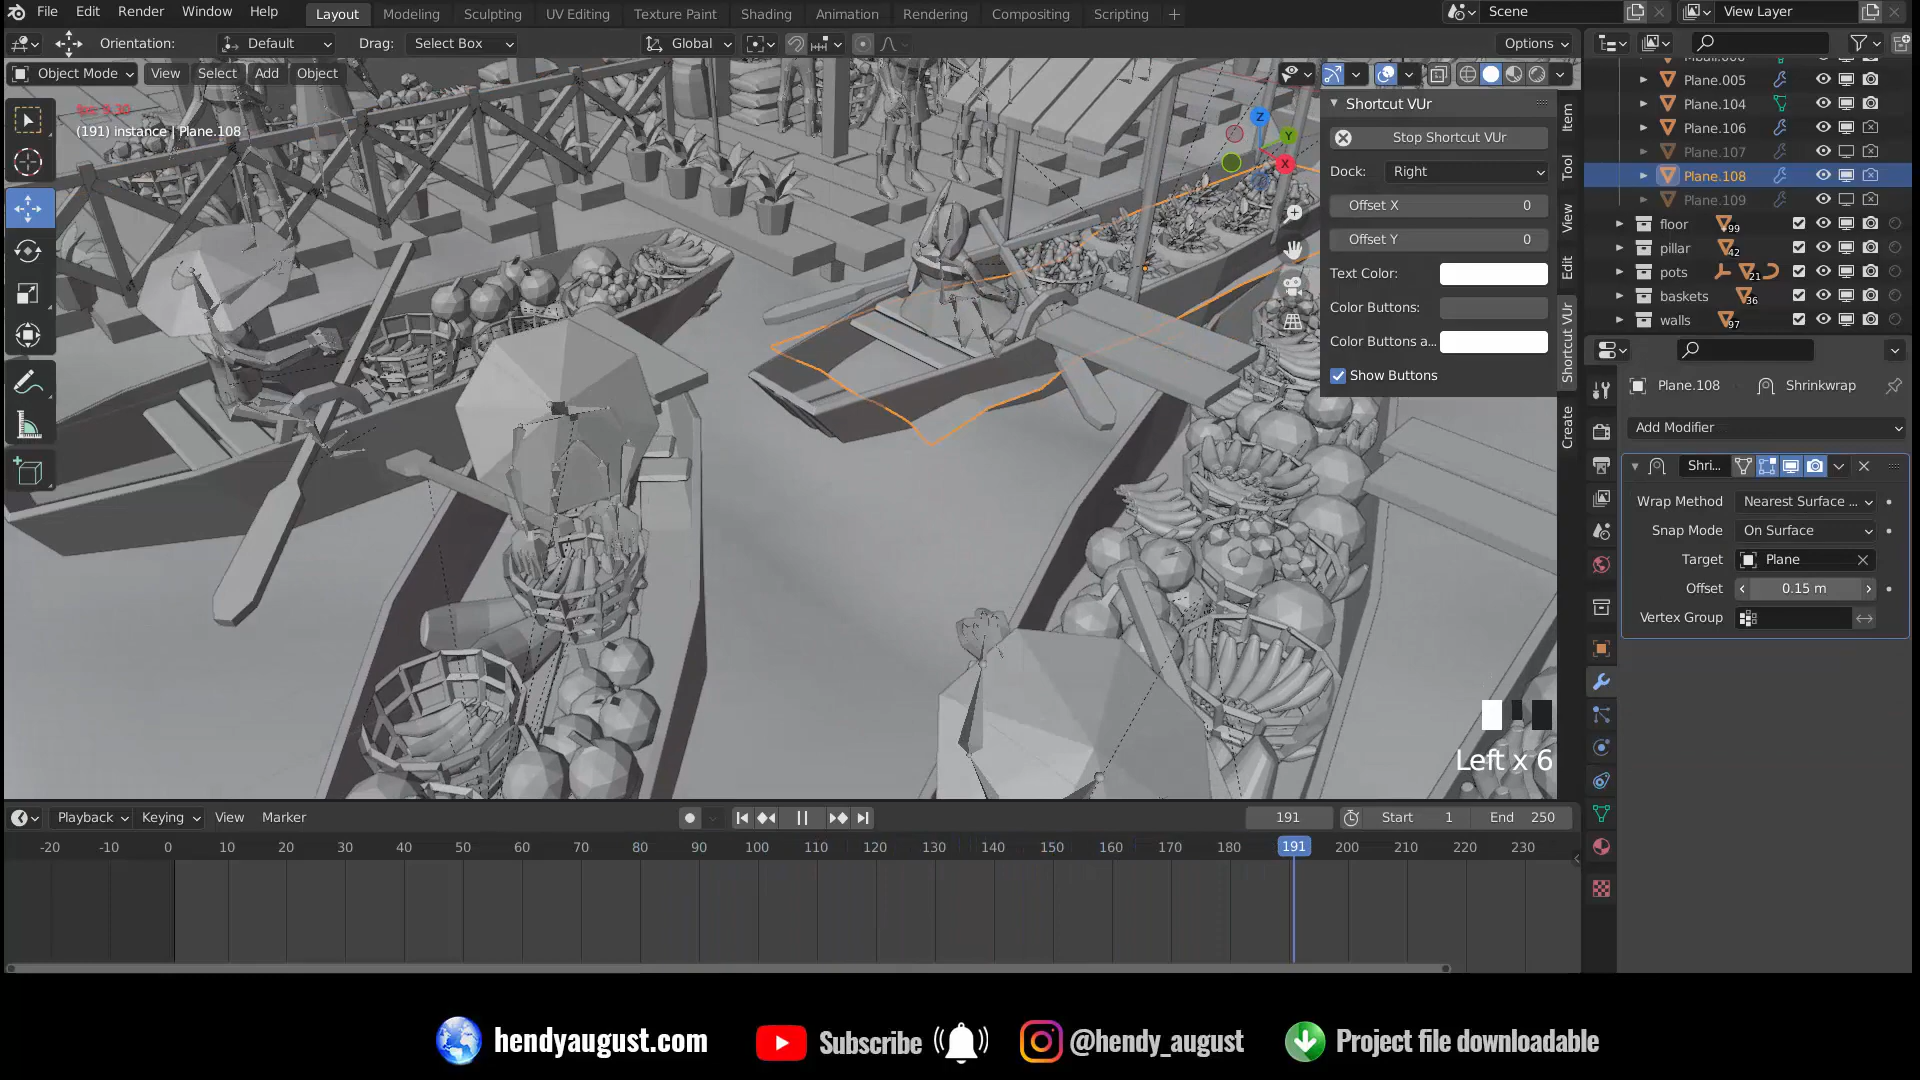 File Edit Render Window Help Layout Modeling Sculpting UV Editing Texture Paint Shading Animation Rendering Compositing Scripting + Scene View Layer
Orientation: Default Drag: Select Box Global Options
Object Mode View Select Add Object
(191) instance | Plane.108
Z
Y
X
Shortcut VUr
Stop Shortcut VUr
Dock: Right
Offset X 0
Offset Y 0
Text Color:
Color Buttons:
Color Buttons a...
Show Buttons
Item
Tool
View
Edit
Shortcut VUr
Create
Plane.005
Plane.104
Plane.106
Plane.107
Plane.108
Plane.109
floor 99
pillar 42
pots 21
baskets 36
walls 97
Plane.108 Shrinkwrap
Add Modifier
Shri...
Wrap Method Nearest Surface ...
Snap Mode On Surface
Target Plane
Offset 0.15 m
Vertex Group
Left x 6
Playback Keying View Marker 191 Start 1 End 250
-20 -10 0 10 20 30 40 50 60 70 80 90 100 110 120 130 140 150 160 170 180 191 200 210 220 230
hendyaugust.com Subscribe @hendy_august Project file downloadable